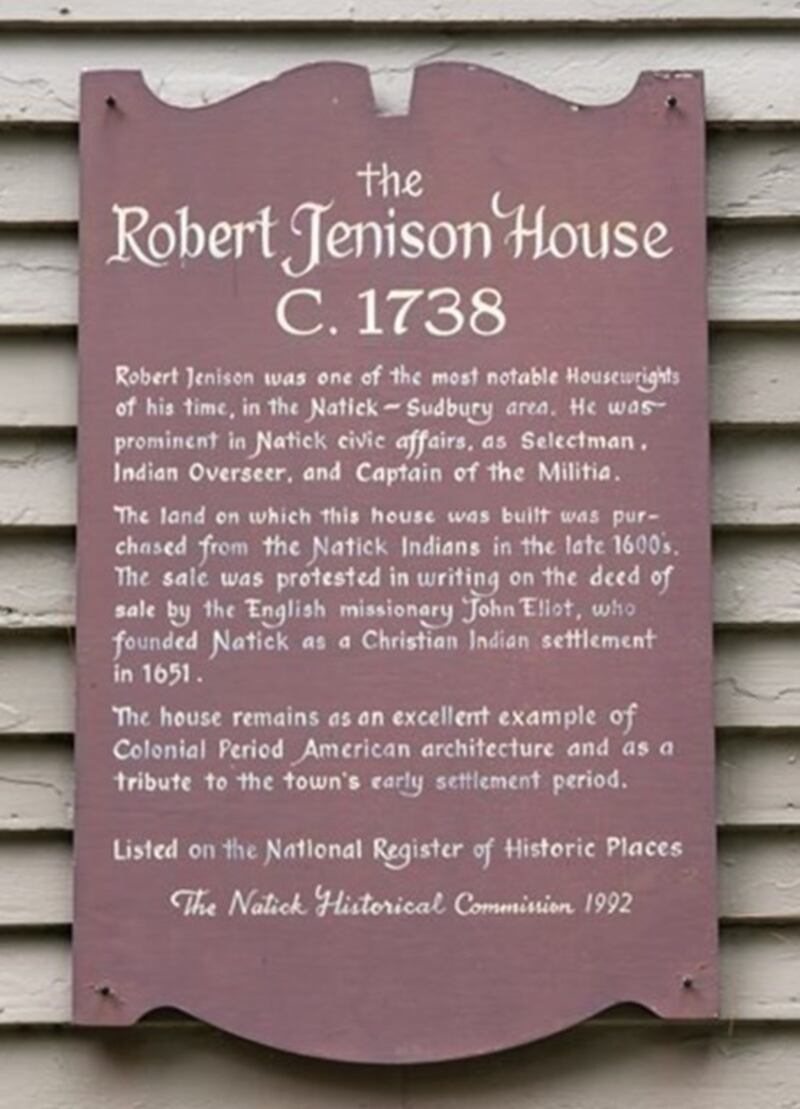 the
Robert Jenison House
C. 1738
Robert Jenison was one of the most notable Housewrights
of his time, in the Natick – Sudbury area. He was
prominent in Natick civic affairs, as Selectman,
Indian Overseer, and Captain of the Militia.
The land on which this house was built was pur-
chased from the Natick Indians in the late 1600's.
The sale was protested in writing on the deed of
sale by the English missionary John Eliot, who
founded Natick as a Christian Indian settlement
in 1651.
The house remains as an excellent example of
Colonial Period American architecture and as a
tribute to the town's early settlement period.
Listed on the National Register of Historic Places
The Natick Historical Commission 1992